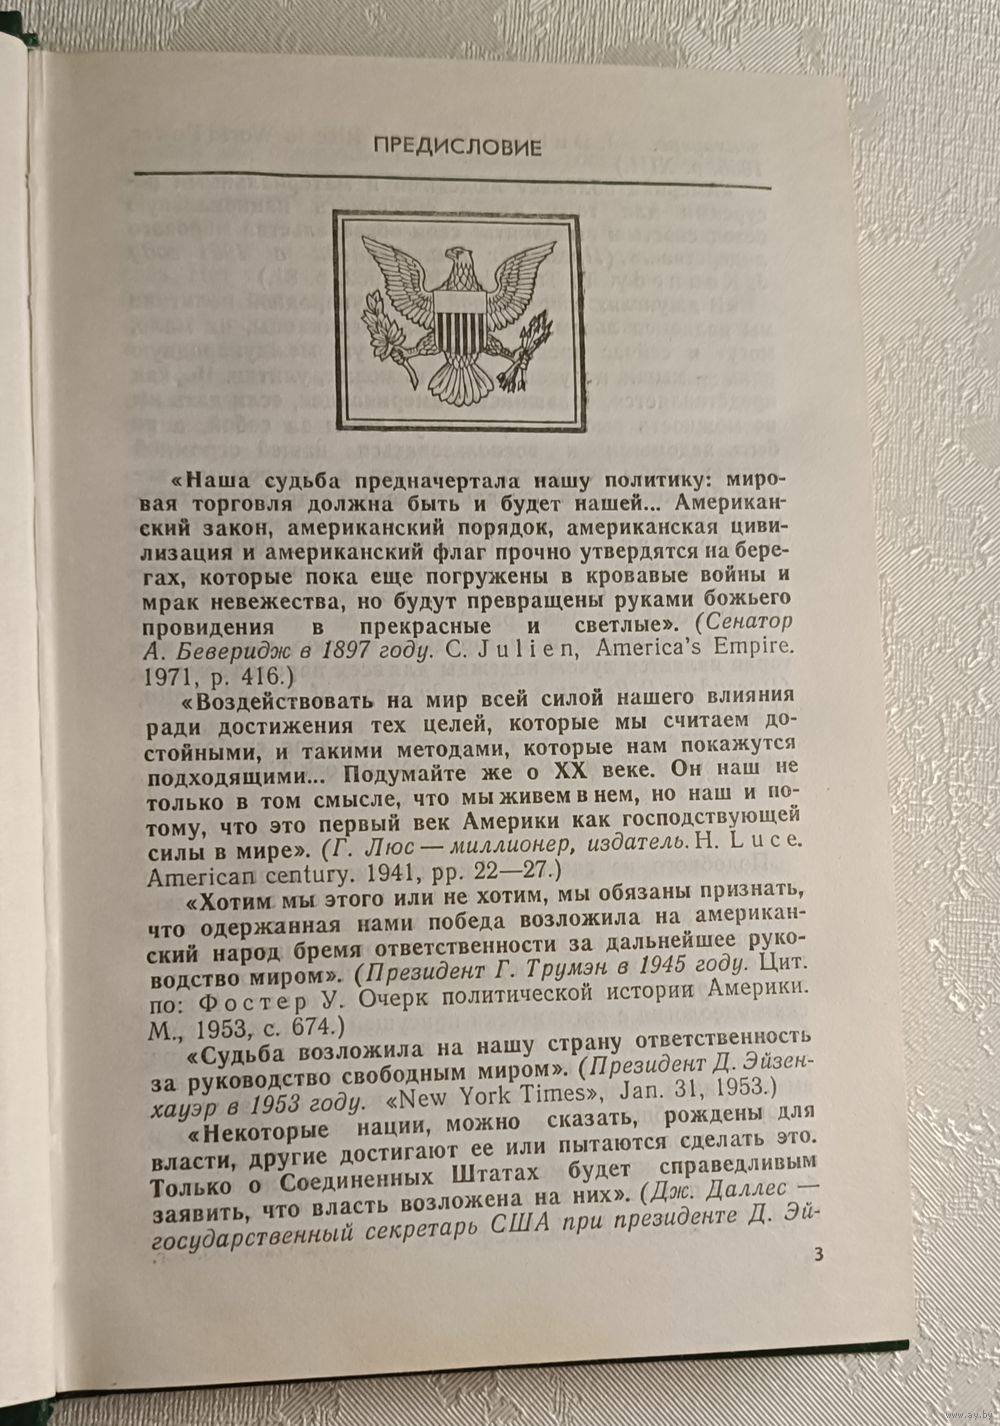 ПРЕДИСЛОВИЕ
«Наша судьба предначертала нашу политику: миро-
вая торговля должна быть и будет нашей... Американ-
ский закон, американский порядок, американская циви-
лизация и американский флаг прочно утвердятся на бере-
гах, которые пока еще погружены в кровавые войны и
мрак невежества, но будут превращены руками божьего
провидения в прекрасные и светлые». (Сенатор
А. Беверидж в 1897 году. C. Julien, America's Empire.
1971, p. 416.)
«Воздействовать на мир всей силой нашего влияния
ради достижения тех целей, которые мы считаем до-
стойными, и такими методами, которые нам покажутся
подходящими... Подумайте же о XX веке. Он наш не
только в том смысле, что мы живем в нем, но наш и по-
тому, что это первый век Америки как господствующей
силы в мире». (Г. Люс — миллионер, издатель. H. Luce.
American century. 1941, pp. 22—27.)
«Хотим мы этого или не хотим, мы обязаны признать,
что одержанная нами победа возложила на американ-
ский народ бремя ответственности за дальнейшее руко-
водство миром». (Президент Г. Трумэн в 1945 году. Цит.
по: Фостер У. Очерк политической истории Америки.
М., 1953, с. 674.)
«Судьба возложила на нашу страну ответственность
за руководство свободным миром». (Президент Д. Эйзен-
хауэр в 1953 году. «New York Times», Jan. 31, 1953.)
«Некоторые нации, можно сказать, рождены для
власти, другие достигают ее или пытаются сделать это.
Только о Соединенных Штатах будет справедливым
заявить, что власть возложена на них». (Дж. Даллес —
государственный секретарь США при президенте Д. Эй-
3
www.ay.by